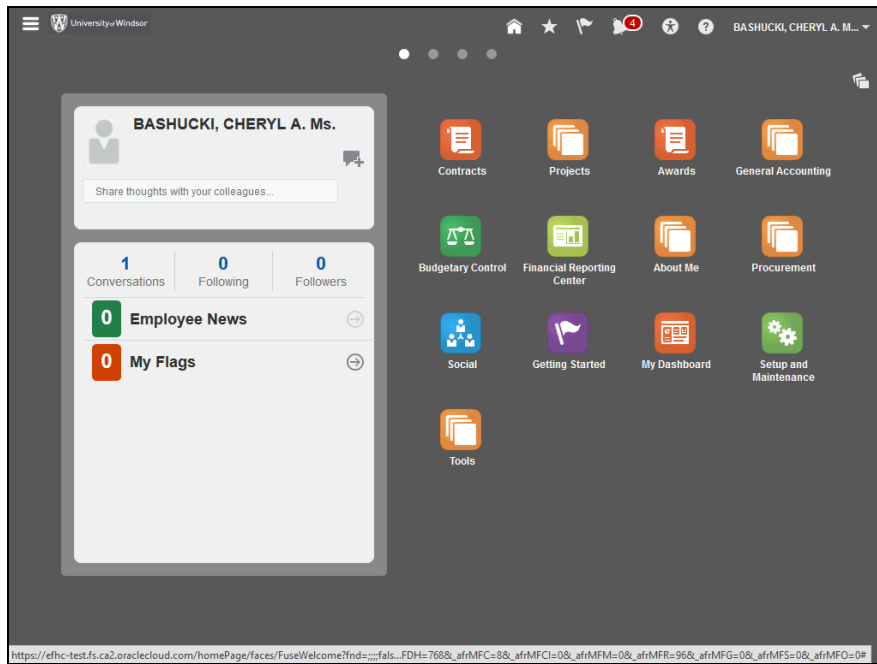 University of Windsor
4
?
BASHUCKI, CHERYL A. M...
BASHUCKI, CHERYL A. Ms.
Share thoughts with your colleagues...
1 0 0
Conversations Following Followers
0 Employee News
0 My Flags
Contracts Projects Awards General Accounting
Budgetary Control Financial Reporting Center About Me Procurement
Social Getting Started My Dashboard Setup and Maintenance
Tools
https://efhc-test.fs.ca2.oraclecloud.com/homePage/faces/FuseWelcome?fnd=;;;;fals...FDH=768&_afrMFC=8&_afrMFCI=0&_afrMFM=0&_afrMFR=96&_afrMFG=0&_afrMFS=0&_afrMFO=0#